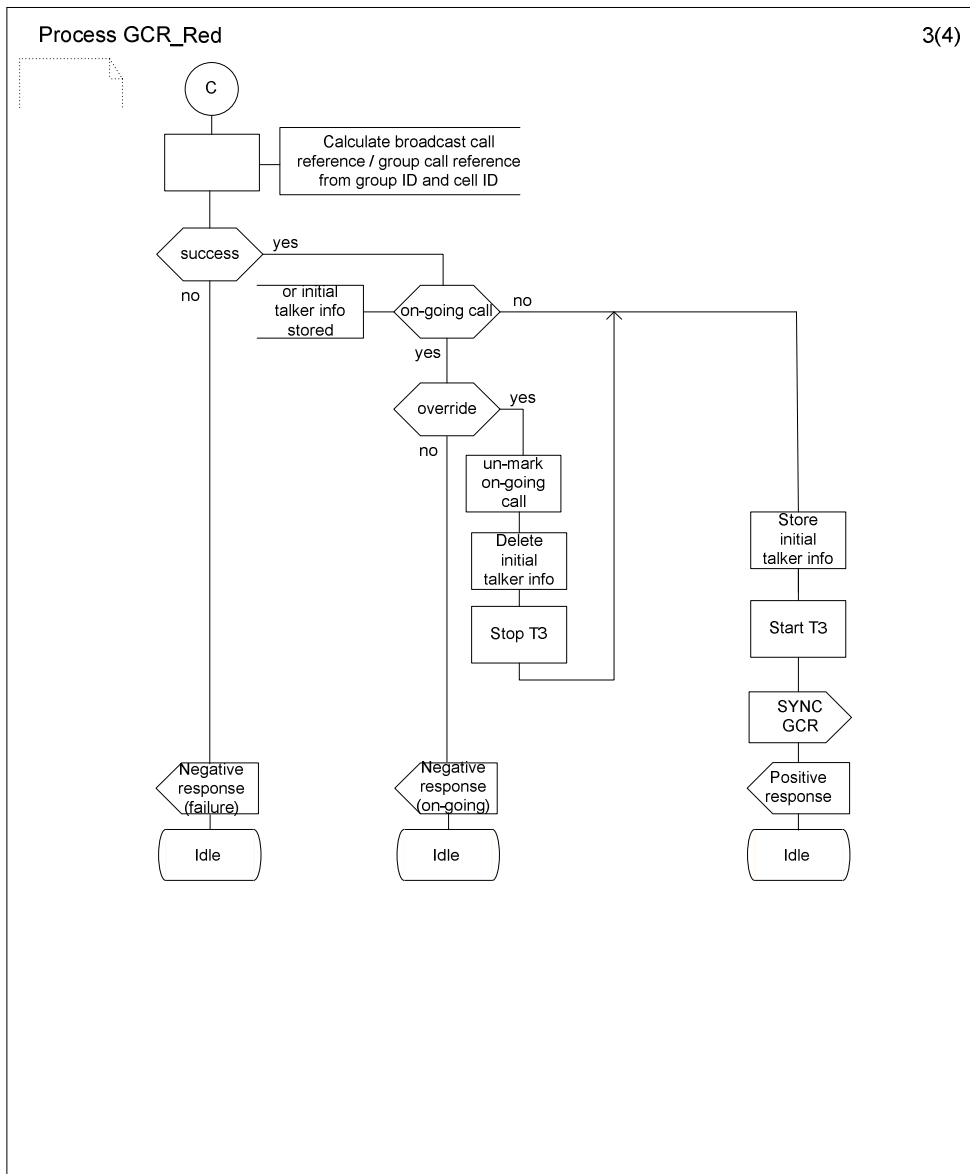 Process GCR_Red
3(4)
C
Calculate broadcast call
reference / group call reference
from group ID and cell ID
success
yes
no
or initial
talker info
stored
on-going call
no
yes
override
yes
no
un-mark
on-going
call
Delete
initial
talker info
Stop T3
Store
initial
talker info
Start T3
SYNC
GCR
Negative
response
(failure)
Negative
response
(on-going)
Positive
response
Idle
Idle
Idle